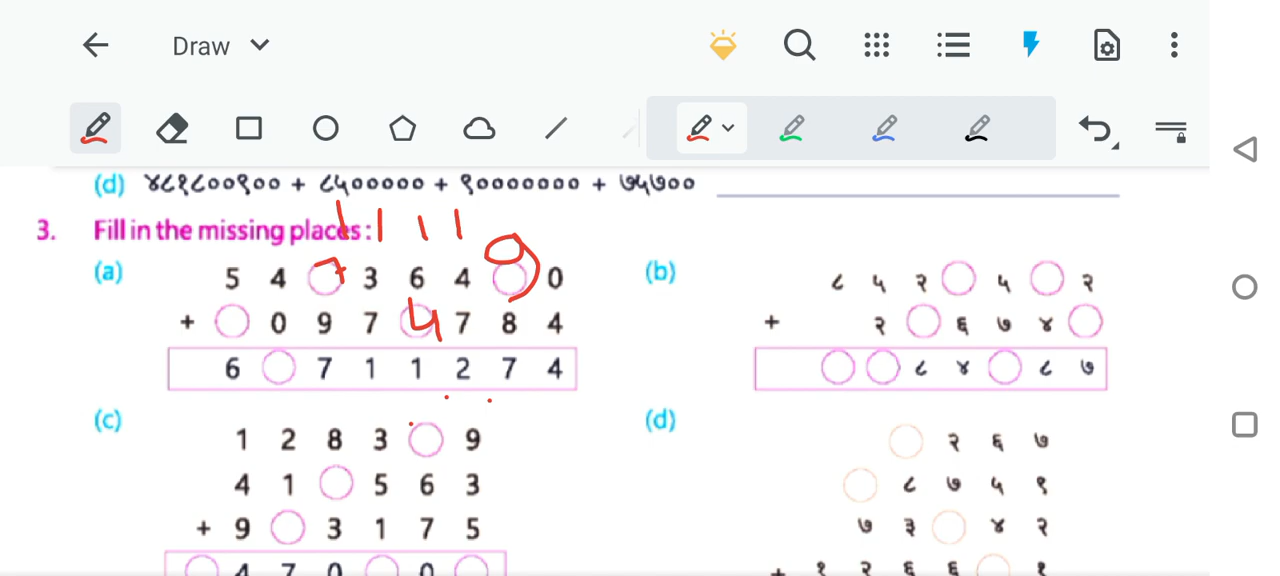 Draw
(d) ४८१८००९०० + ८५००००० + १००००००० + ७५७००
3. Fill in the missing places :
1 1 1 1
(a) 5 4 7 3 6 4 9 0
+ 0 9 7 4 7 8 4
6 7 1 1 2 7 4
(b) ८ ५ २ ५ २
+ २ ६ ७ ४
८ ४ ८ ७
(c) 1 2 8 3 9
4 1 5 6 3
+ 9 3 1 7 5
4 7 0 0
(d) २ ६ ७
८ ७ ५ १
७ ३ ४ २
+ १ २ ६ ६ १